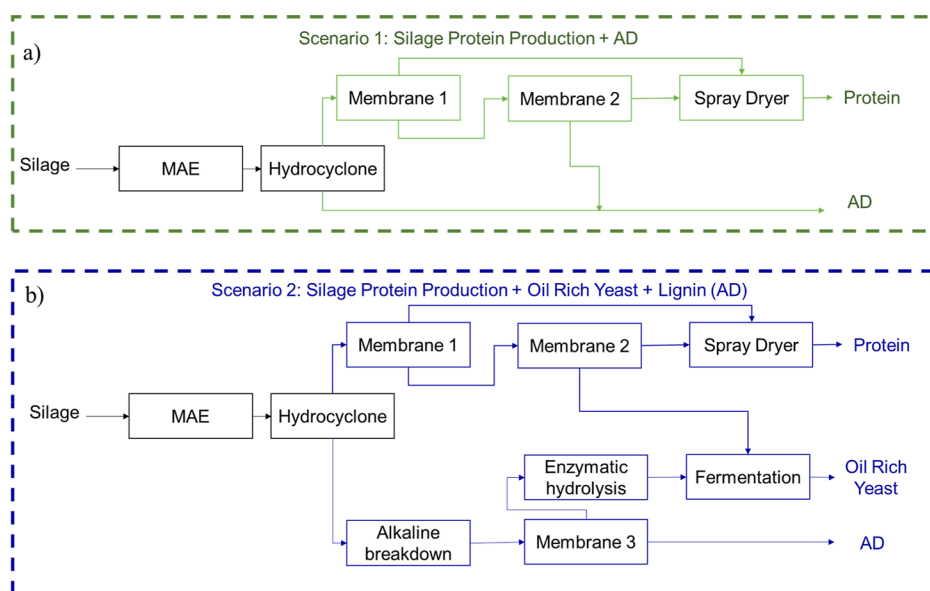 a)
Scenario 1: Silage Protein Production + AD
Membrane 1
Membrane 2
Spray Dryer
Protein
Silage
MAE
Hydrocyclone
AD
b)
Scenario 2: Silage Protein Production + Oil Rich Yeast + Lignin (AD)
Membrane 1
Membrane 2
Spray Dryer
Protein
Silage
MAE
Hydrocyclone
Enzymatic
hydrolysis
Fermentation
Oil Rich
Yeast
Alkaline
breakdown
Membrane 3
AD